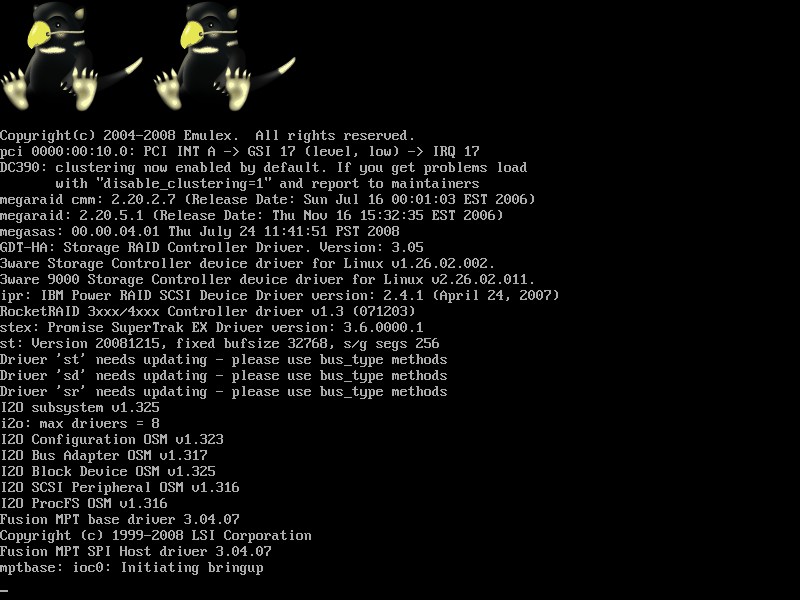 Copyright(c) 2004-2008 Emulex.  All rights reserved.
pci 0000:00:10.0: PCI INT A -> GSI 17 (level, low) -> IRQ 17
DC390: clustering now enabled by default. If you get problems load
       with "disable_clustering=1" and report to maintainers
megaraid cmm: 2.20.2.7 (Release Date: Sun Jul 16 00:01:03 EST 2006)
megaraid: 2.20.5.1 (Release Date: Thu Nov 16 15:32:35 EST 2006)
megasas: 00.00.04.01 Thu July 24 11:41:51 PST 2008
GDT-HA: Storage RAID Controller Driver. Version: 3.05
3ware Storage Controller device driver for Linux v1.26.02.002.
3ware 9000 Storage Controller device driver for Linux v2.26.02.011.
ipr: IBM Power RAID SCSI Device Driver version: 2.4.1 (April 24, 2007)
RocketRAID 3xxx/4xxx Controller driver v1.3 (071203)
stex: Promise SuperTrak EX Driver version: 3.6.0000.1
st: Version 20081215, fixed bufsize 32768, s/g segs 256
Driver 'st' needs updating - please use bus_type methods
Driver 'sd' needs updating - please use bus_type methods
Driver 'sr' needs updating - please use bus_type methods
I2O subsystem v1.325
i2o: max drivers = 8
I2O Configuration OSM v1.323
I2O Bus Adapter OSM v1.317
I2O Block Device OSM v1.325
I2O SCSI Peripheral OSM v1.316
I2O ProcFS OSM v1.316
Fusion MPT base driver 3.04.07
Copyright (c) 1999-2008 LSI Corporation
Fusion MPT SPI Host driver 3.04.07
mptbase: ioc0: Initiating bringup
_